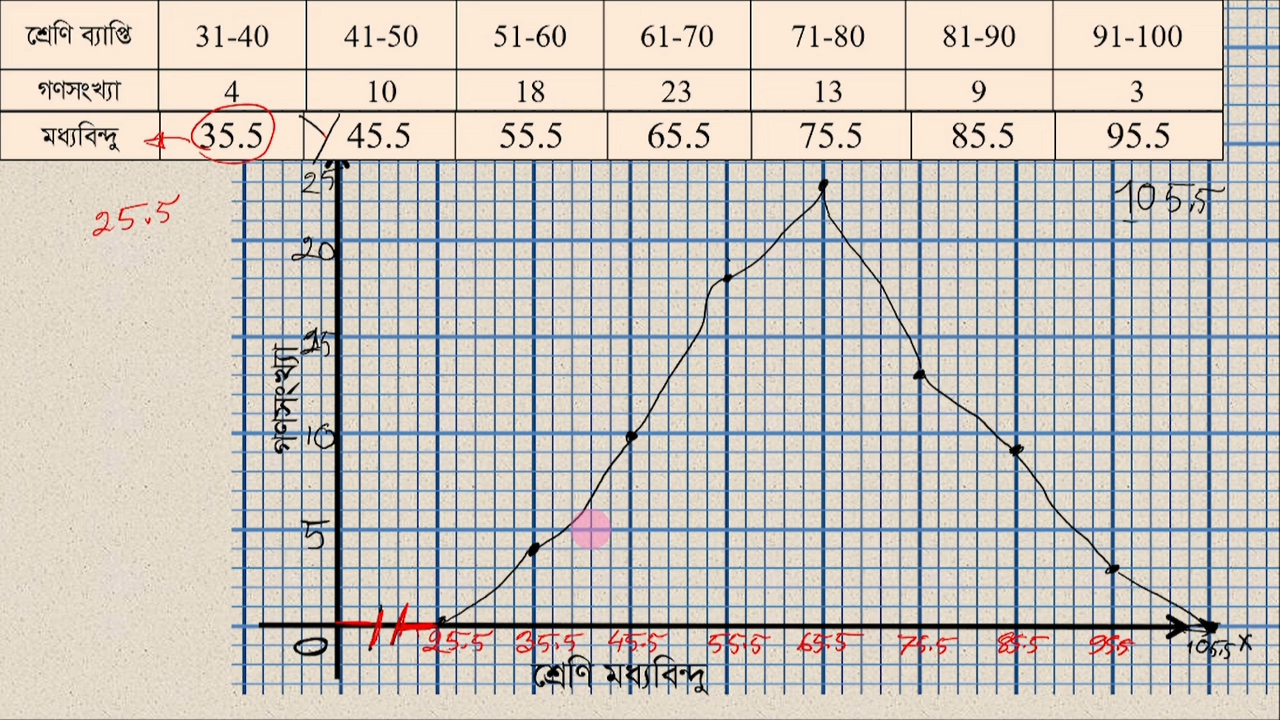 শ্রেণি ব্যাপ্তি 31-40 41-50 51-60 61-70 71-80 81-90 91-100
গণসংখ্যা 4 10 18 23 13 9 3
মধ্যবিন্দু 35.5 45.5 55.5 65.5 75.5 85.5 95.5
y
25
25.5
105.5
20
15
গণসংখ্যা
10
5
0 25.5 35.5 45.5 55.5 65.5 75.5 85.5 95.5 105.5 x
শ্রেণি মধ্যবিন্দু